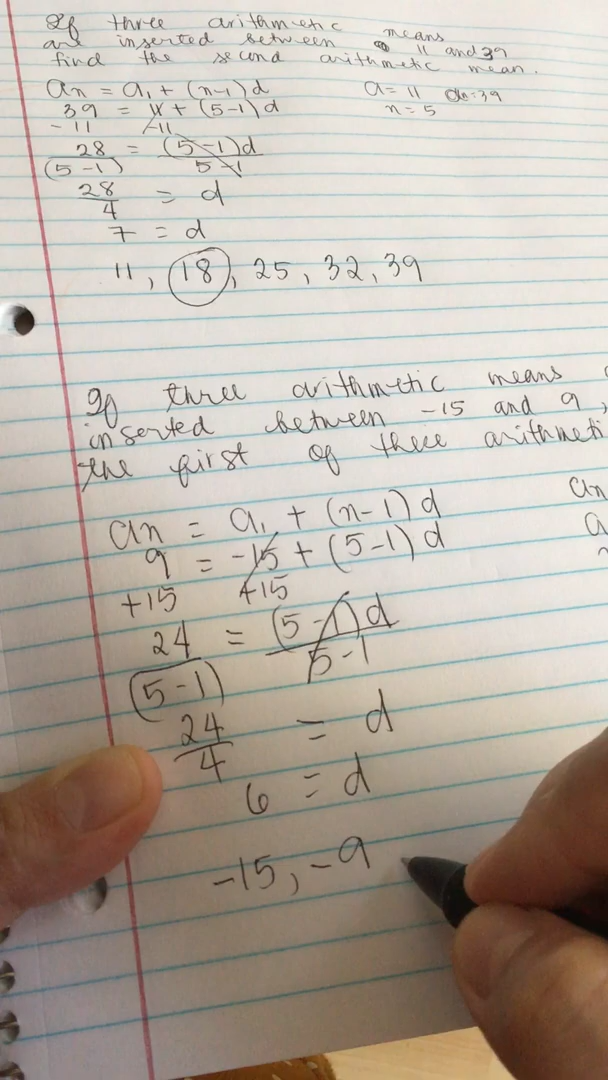 If three arithmetic means
are inserted between 11 and 39
find the second arithmetic mean.
an = a1 + (n-1)d
a = 11 an = 39
39 = 11 + (5-1)d
n = 5
-11 -11
28 = (5-1)d
(5-1) 5-1
28 = d
4
7 = d
11, 18, 25, 32, 39
If three arithmetic means
inserted between -15 and 9,
the first of these arithmeti
an = a1 + (n-1)d
an
9 = -15 + (5-1)d
a
+15 +15
24 = (5-1)d
(5-1) 5-1
24 = d
4
6 = d
-15, -9